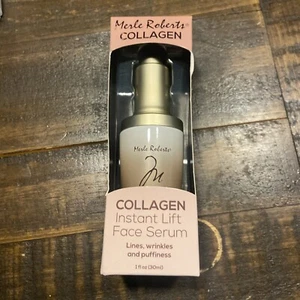 Merle Roberts
COLLAGEN
Merle Roberts
M
COLLAGEN
Instant Lift
Face Serum
Lines, wrinkles
and puffiness
1 fl oz (30ml)